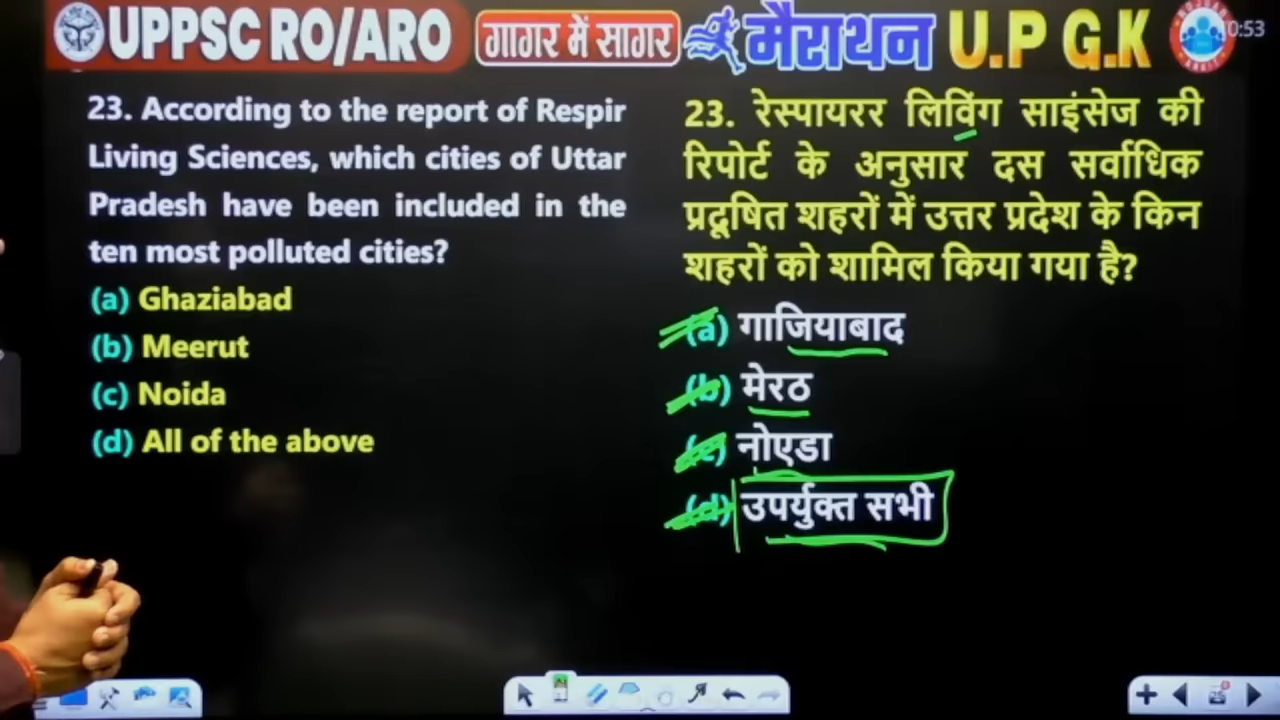 UPPSC RO/ARO गागर में सागर मैराथन U.P G.K
:53
23. According to the report of Respir
Living Sciences, which cities of Uttar
Pradesh have been included in the
ten most polluted cities?
(a) Ghaziabad
(b) Meerut
(c) Noida
(d) All of the above
23. रेस्पायरर लिविंग साइंसेज की
रिपोर्ट के अनुसार दस सर्वाधिक
प्रदूषित शहरों में उत्तर प्रदेश के किन
शहरों को शामिल किया गया है?
(a) गाजियाबाद
(b) मेरठ
(c) नोएडा
(d) उपर्युक्त सभी